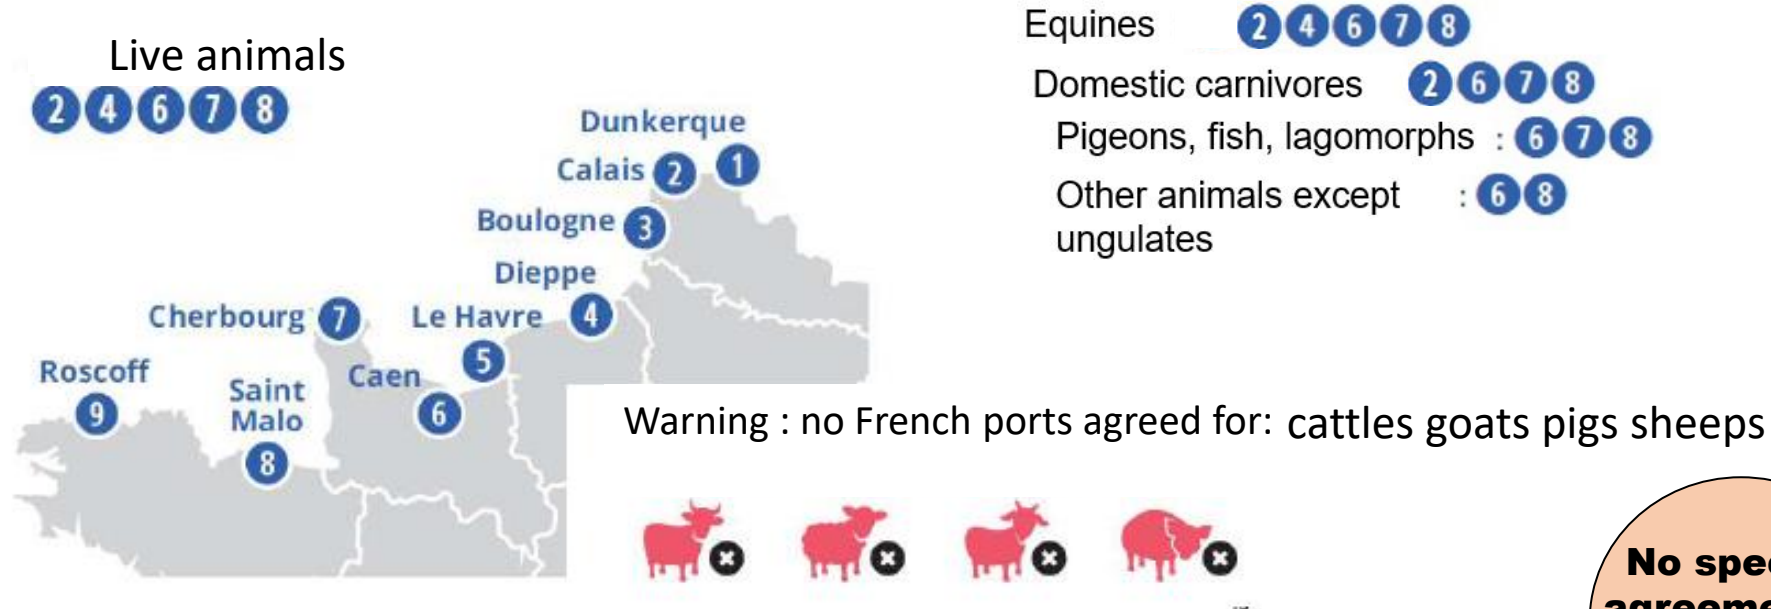 Live animals
2 4 6 7 8
Dunkerque
1
Calais 2
Boulogne 3
Dieppe
4
Cherbourg 7
Le Havre
5
Caen
6
Roscoff
9
Saint
Malo
8
Equines 2 4 6 7 8
Domestic carnivores 2 6 7 8
Pigeons, fish, lagomorphs : 6 7 8
Other animals except : 6 8
ungulates
Warning : no French ports agreed for: cattles goats pigs sheeps
No